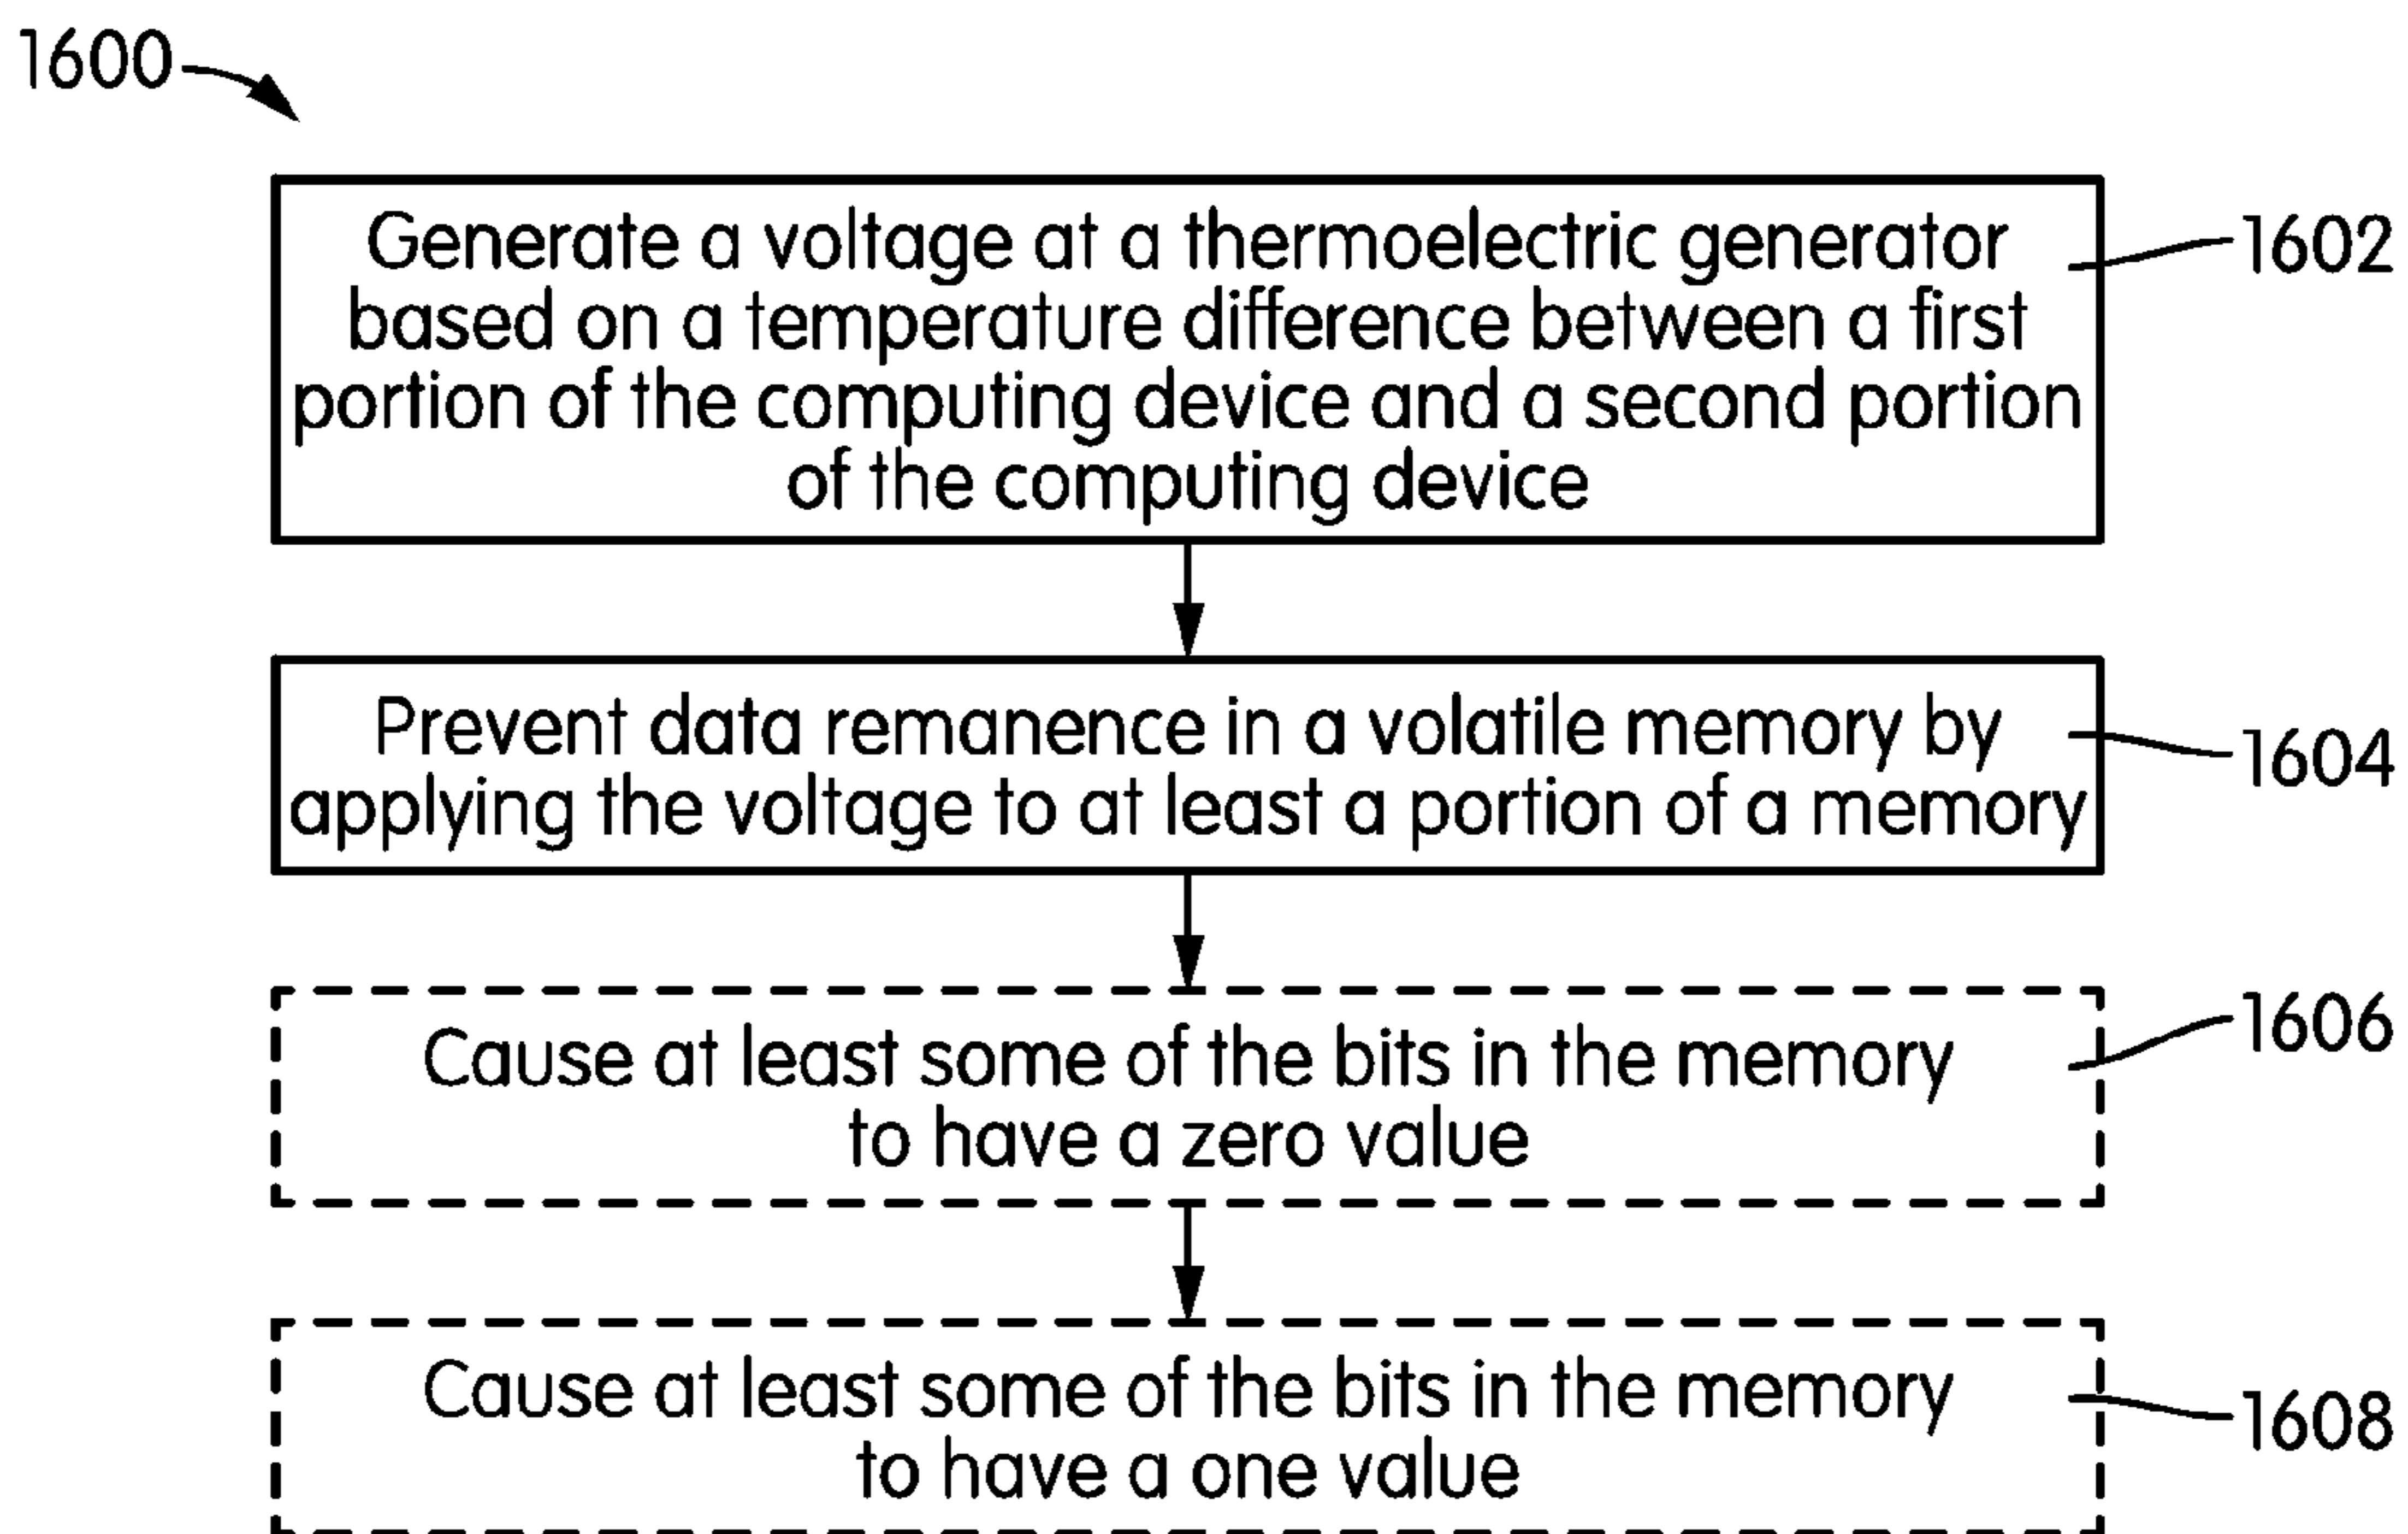 1600
Generate a voltage at a thermoelectric generator
based on a temperature difference between a first
portion of the computing device and a second portion
of the computing device
1602
Prevent data remanence in a volatile memory by
applying the voltage to at least a portion of a memory
1604
Cause at least some of the bits in the memory
to have a zero value
1606
Cause at least some of the bits in the memory
to have a one value
1608